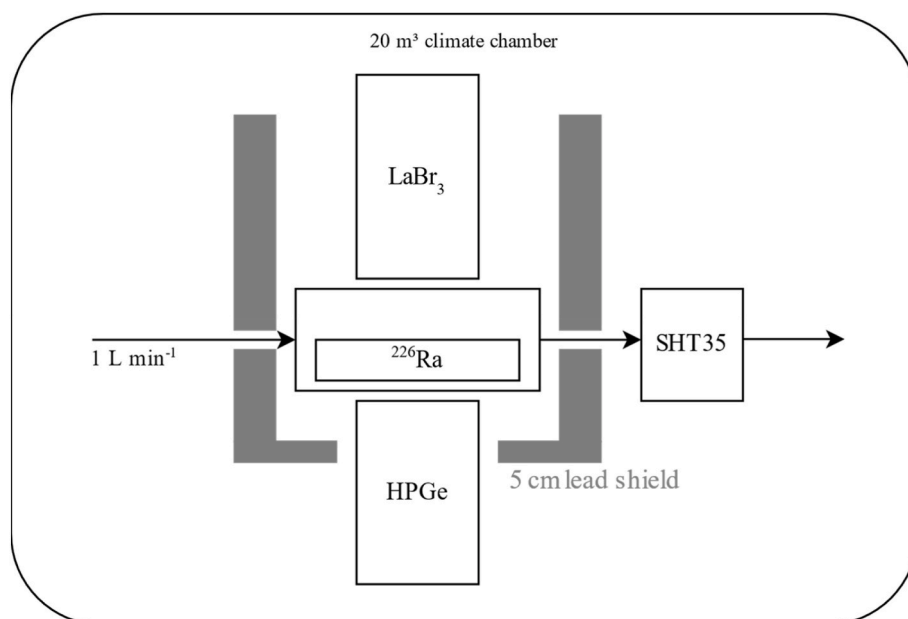 20 m³ climate chamber
LaBr₃
²²⁶Ra
SHT35
1 L min⁻¹
HPGe
5 cm lead shield